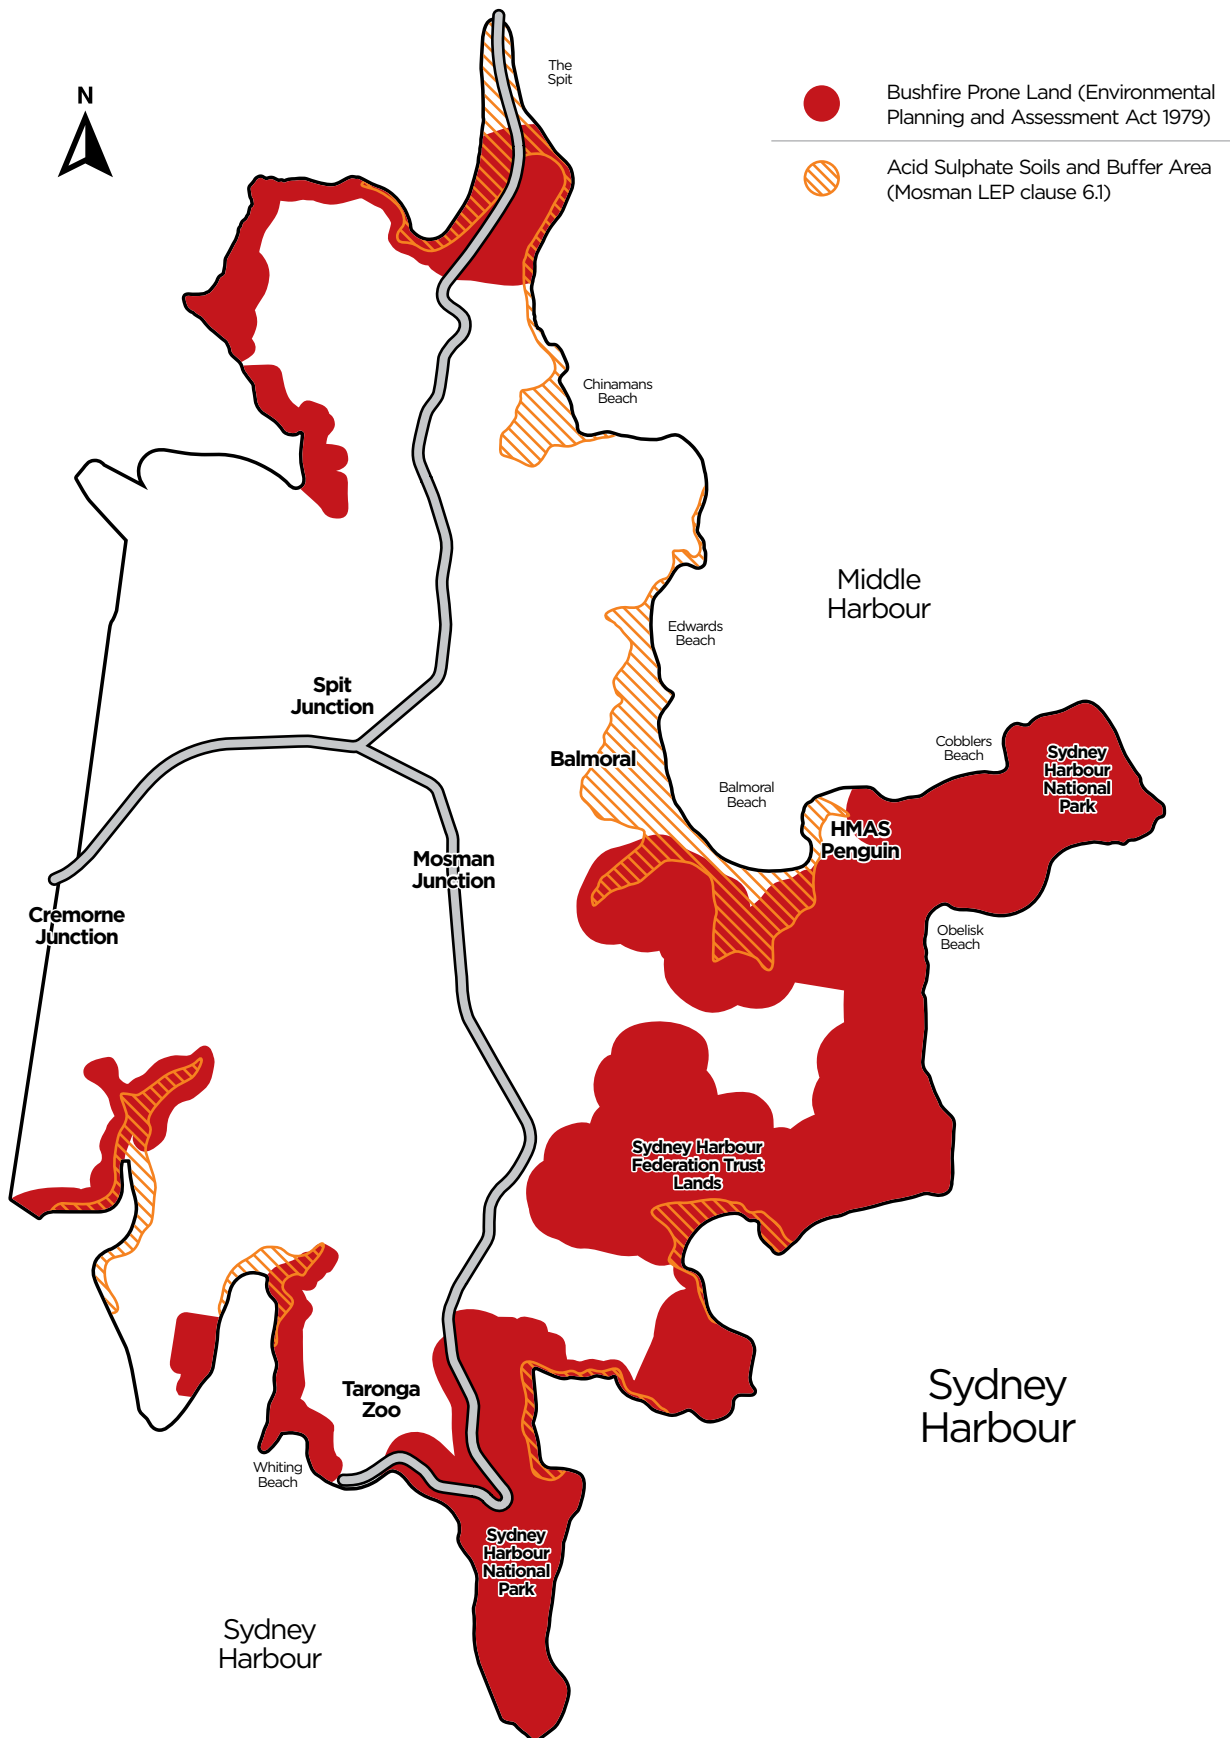 The
Spit
N
Bushfire Prone Land (Environmental
Planning and Assessment Act 1979)
Acid Sulphate Soils and Buffer Area
(Mosman LEP clause 6.1)
Chinamans
Beach
Middle
Harbour
Edwards
Beach
Spit
Junction
Balmoral
Cobblers
Beach
Sydney
Harbour
National
Park
Balmoral
Beach
HMAS
Penguin
Mosman
Junction
Cremorne
Junction
Obelisk
Beach
Sydney Harbour
Federation Trust
Lands
Taronga
Zoo
Sydney
Harbour
Whiting
Beach
Sydney
Harbour
National
Park
Sydney
Harbour